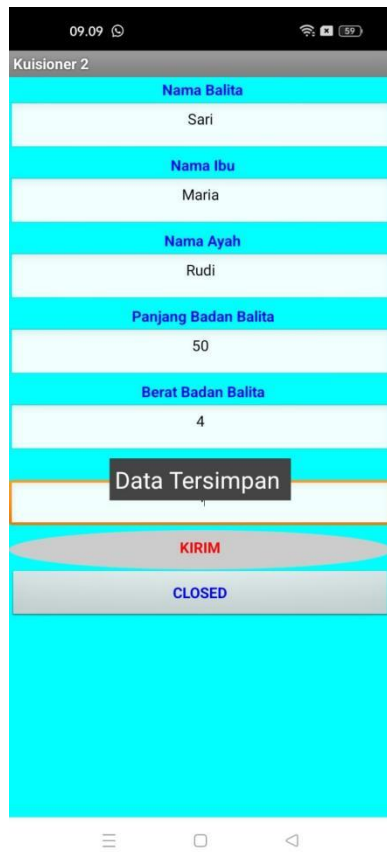 09.09
59
Kuisioner 2
Nama Balita
Sari
Nama Ibu
Maria
Nama Ayah
Rudi
Panjang Badan Balita
50
Berat Badan Balita
4
Data Tersimpan
KIRIM
CLOSED